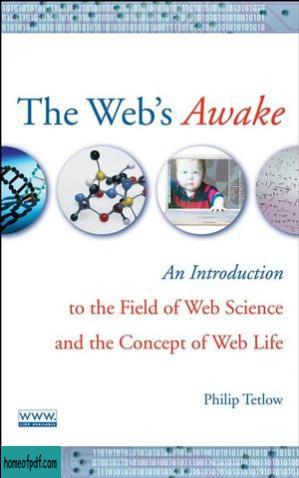 The Web's Awake
An Introduction
to the Field of Web Science
and the Concept of Web Life
Philip Tetlow
WWW.
homeofpdf.com